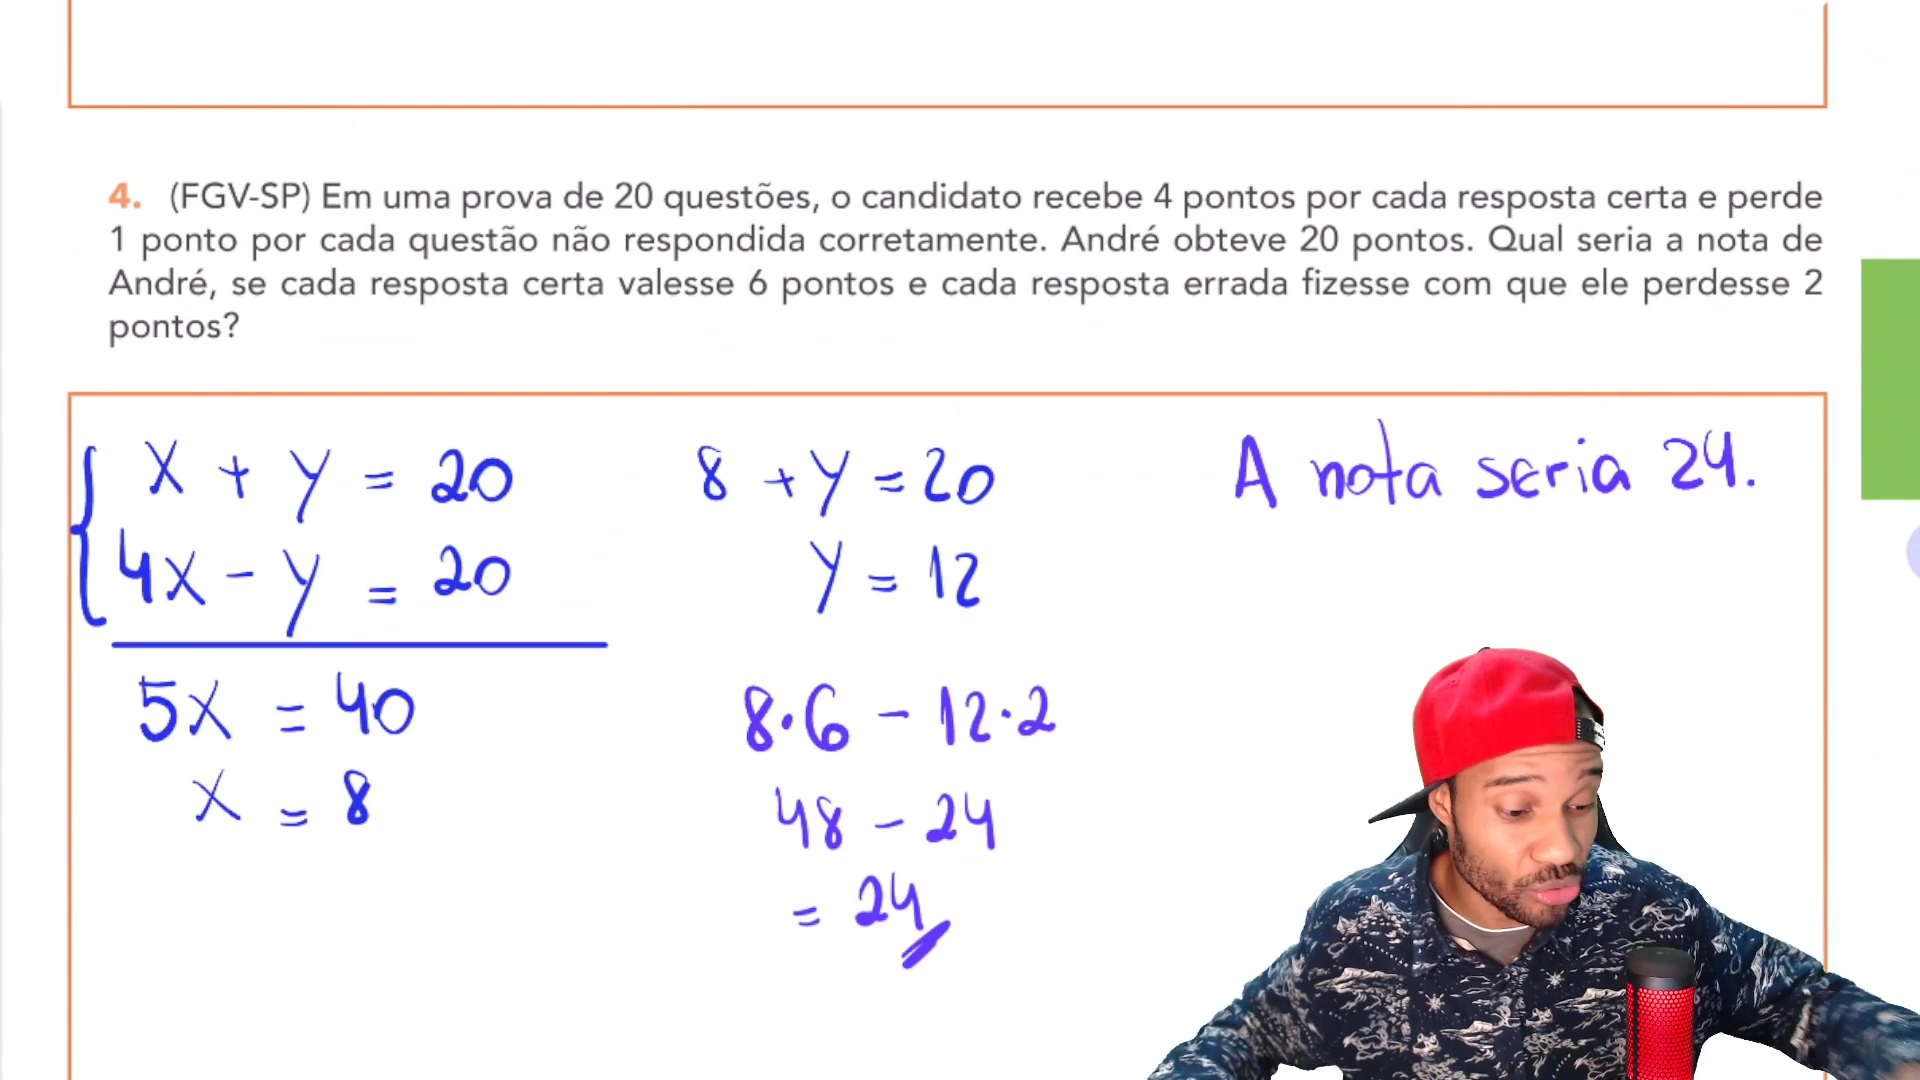 4. (FGV-SP) Em uma prova de 20 questões, o candidato recebe 4 pontos por cada resposta certa e perde
1 ponto por cada questão não respondida corretamente. André obteve 20 pontos. Qual seria a nota de
André, se cada resposta certa valesse 6 pontos e cada resposta errada fizesse com que ele perdesse 2
pontos?
x + y = 20
4x - y = 20
5x = 40
x = 8
8 + y = 20
y = 12
8·6 - 12·2
48 - 24
= 24
A nota seria 24.